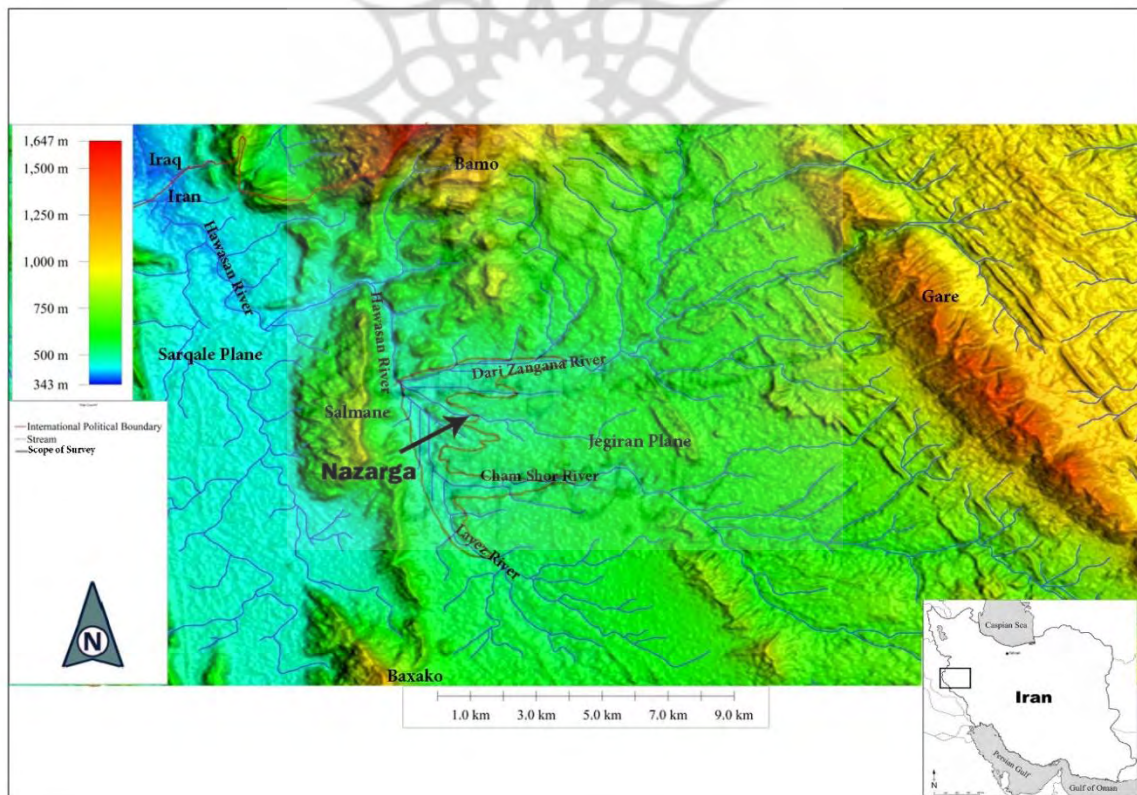 1,647 m
1,500 m
1,250 m
1,000 m
750 m
500 m
343 m
International Political Boundary
Stream
Scope of Survey
N
Iraq
Iran
Bamo
Hawasan River
Hawasan River
Gare
Sarqale Plane
Dari Zangana River
Salmane
Jegiran Plane
Nazarga
Cham Shor River
Baxako
1.0 km 3.0 km 5.0 km 7.0 km 9.0 km
Caspian Sea
Iran
Persian Gulf
Gulf of Oman
N